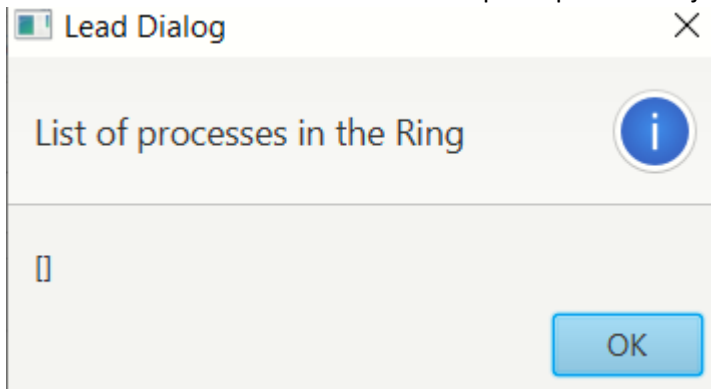 Lead Dialog
List of processes in the Ring
i
[]
OK